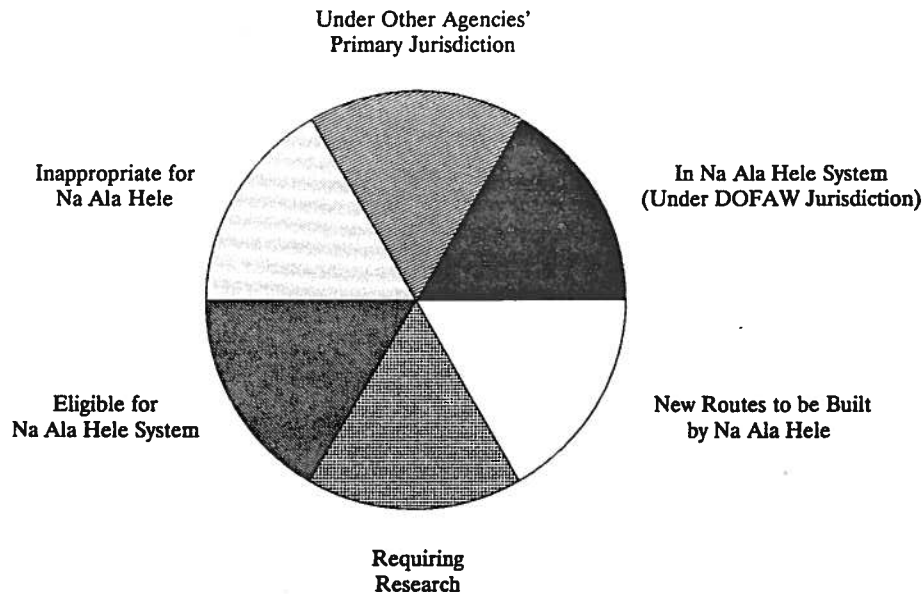 Under Other Agencies'
Primary Jurisdiction
Inappropriate for
Na Ala Hele
In Na Ala Hele System
(Under DOFAW Jurisdiction)
Eligible for
Na Ala Hele System
New Routes to be Built
by Na Ala Hele
Requiring
Research